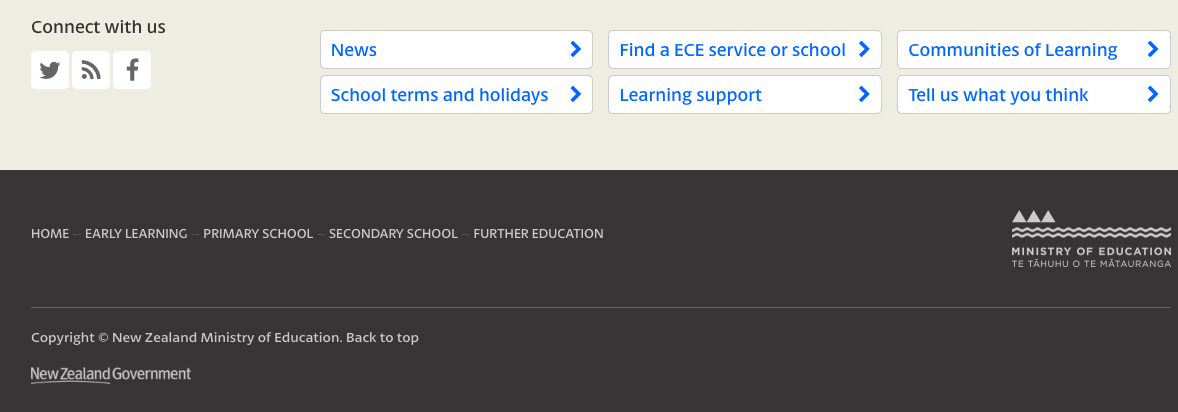 Connect with us
News
Find a ECE service or school
Communities of Learning
School terms and holidays
Learning support
Tell us what you think
HOME – EARLY LEARNING – PRIMARY SCHOOL – SECONDARY SCHOOL – FURTHER EDUCATION
MINISTRY OF EDUCATION
TE TĀHUHU O TE MĀTAURANGA
Copyright © New Zealand Ministry of Education. Back to top
New Zealand Government